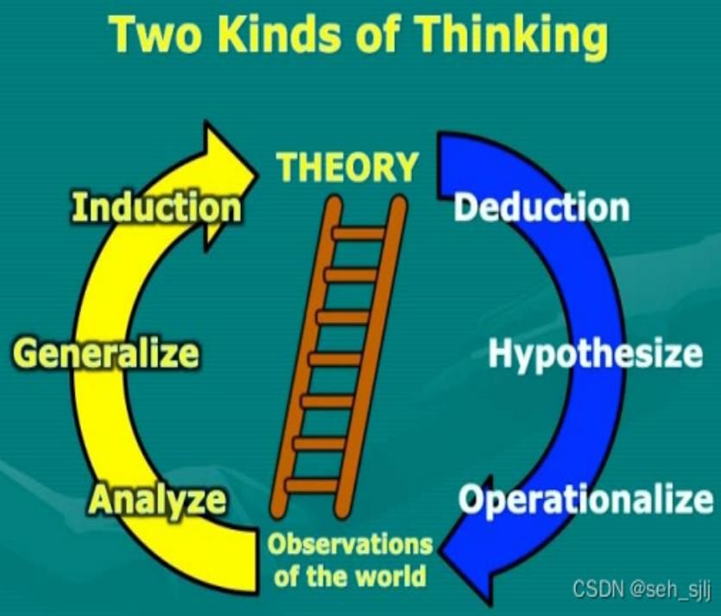 Two Kinds of Thinking
THEORY
Induction
Deduction
Generalize
Hypothesize
Analyze
Operationalize
Observations
of the world
CSDN @seh_sjlj